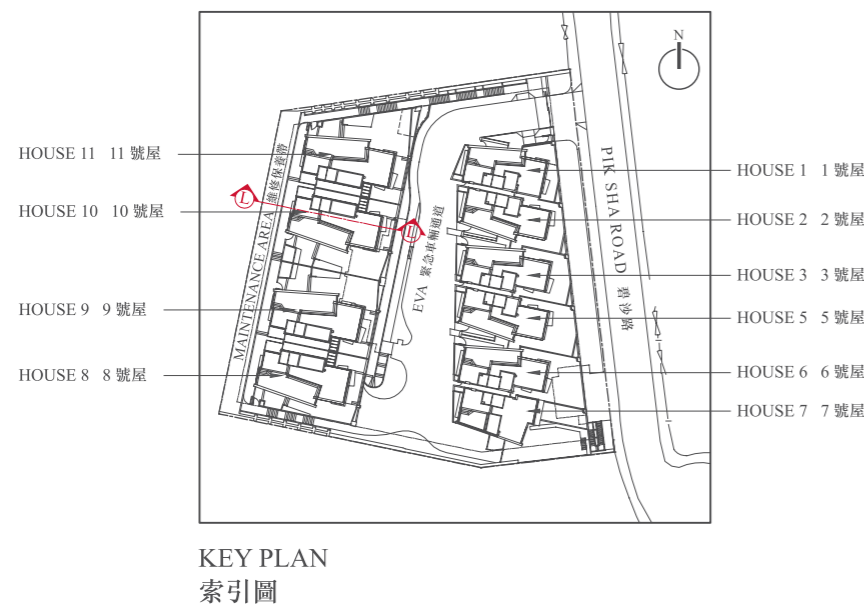 N
HOUSE 11 11 號屋
HOUSE 10 10 號屋
HOUSE 9 9 號屋
HOUSE 8 8 號屋
MAINTENANCE AREA 維修保養帶
L
L
EVA 緊急車輛通道
PIK SHA ROAD 碧沙路
HOUSE 1 1 號屋
HOUSE 2 2 號屋
HOUSE 3 3 號屋
HOUSE 5 5 號屋
HOUSE 6 6 號屋
HOUSE 7 7 號屋
KEY PLAN
索引圖